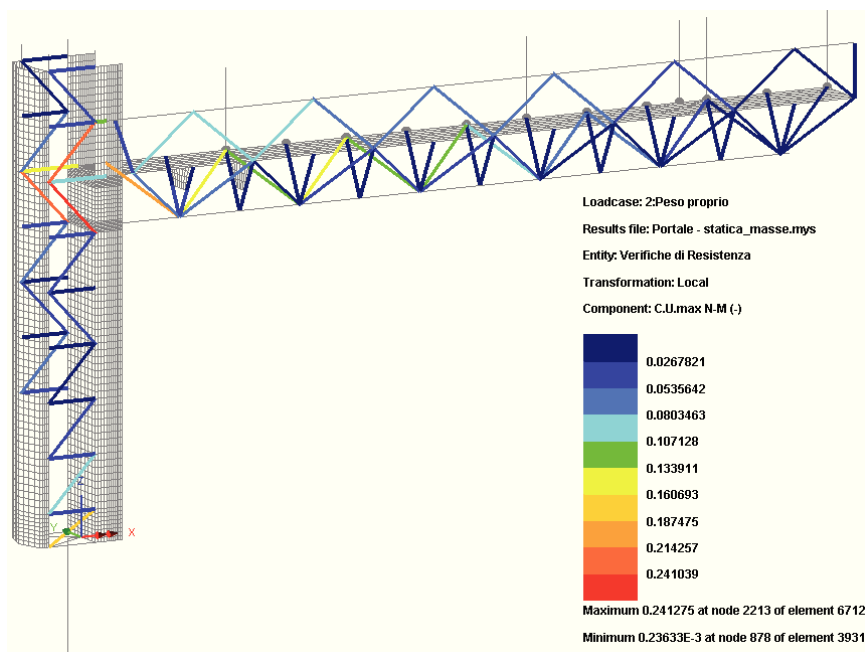 Loadcase: 2:Peso proprio
Results file: Portale - statica_masse.mys
Entity: Verifiche di Resistenza
Transformation: Local
Component: C.U.max N-M (-)
0.0267821
0.0535642
0.0803463
0.107128
0.133911
0.160693
0.187475
0.214257
0.241039
Z
Y
X
Maximum 0.241275 at node 2213 of element 6712
Minimum 0.23633E-3 at node 878 of element 3931